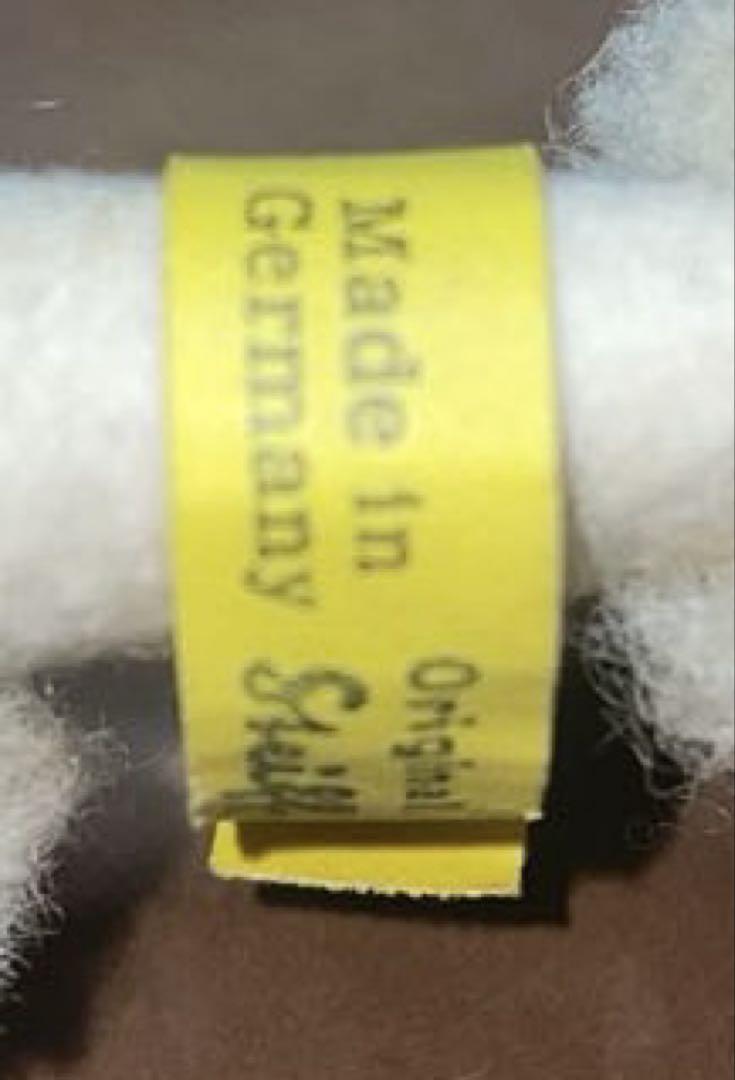 Made in
Germany
Original
Steiff